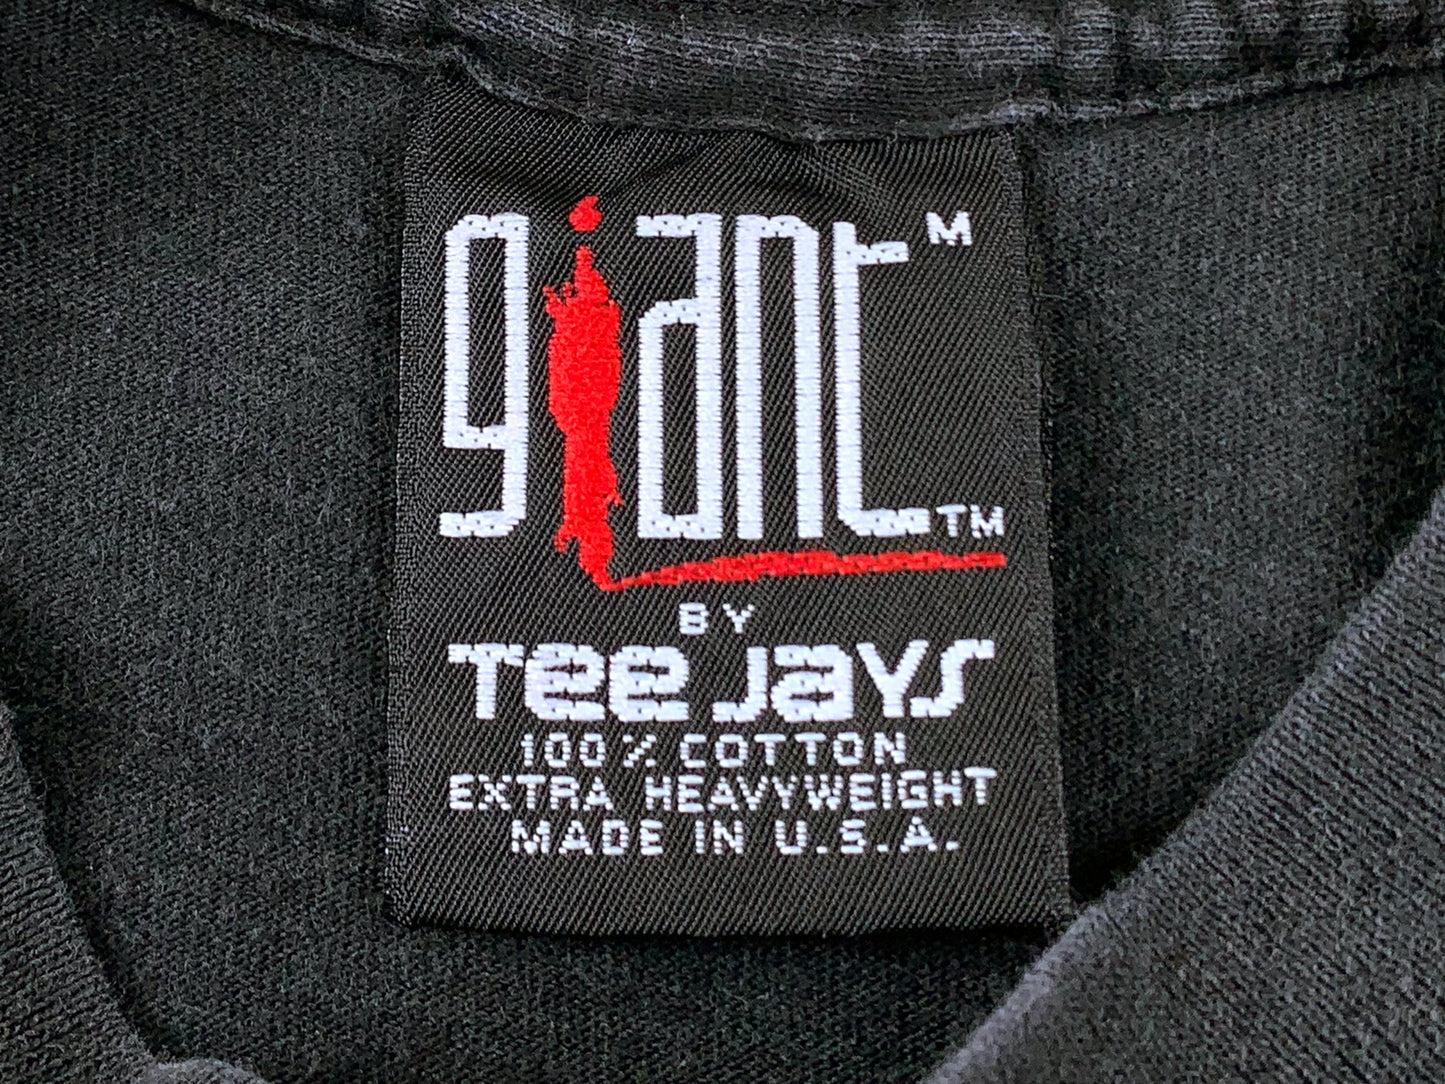 giant M
TM
BY
Tee Jays
100% COTTON
EXTRA HEAVYWEIGHT
MADE IN U.S.A.